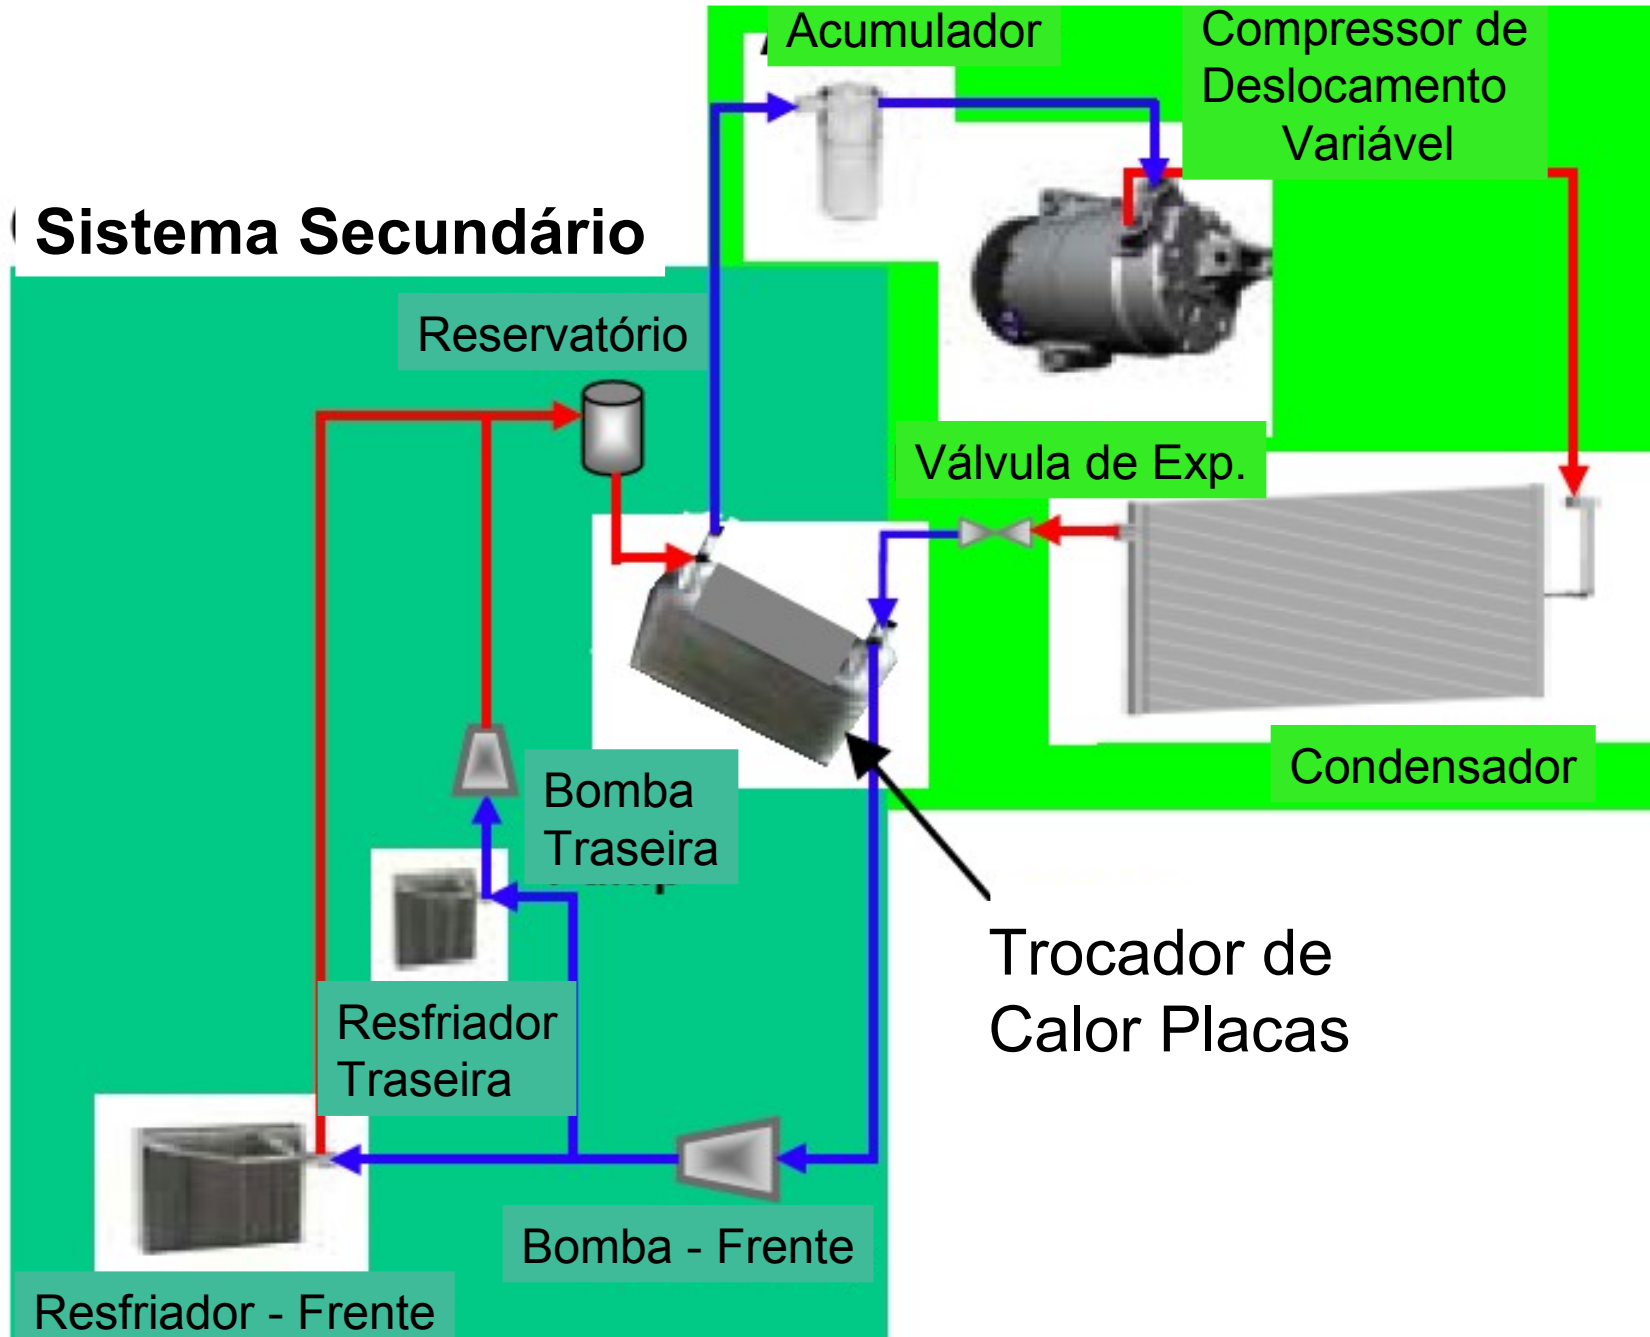 Acumulador
Compressor de
Deslocamento
Variável
Sistema Secundário
Reservatório
Válvula de Exp.
Condensador
Bomba
Traseira
Trocador de
Calor Placas
Resfriador
Traseira
Bomba - Frente
Resfriador - Frente